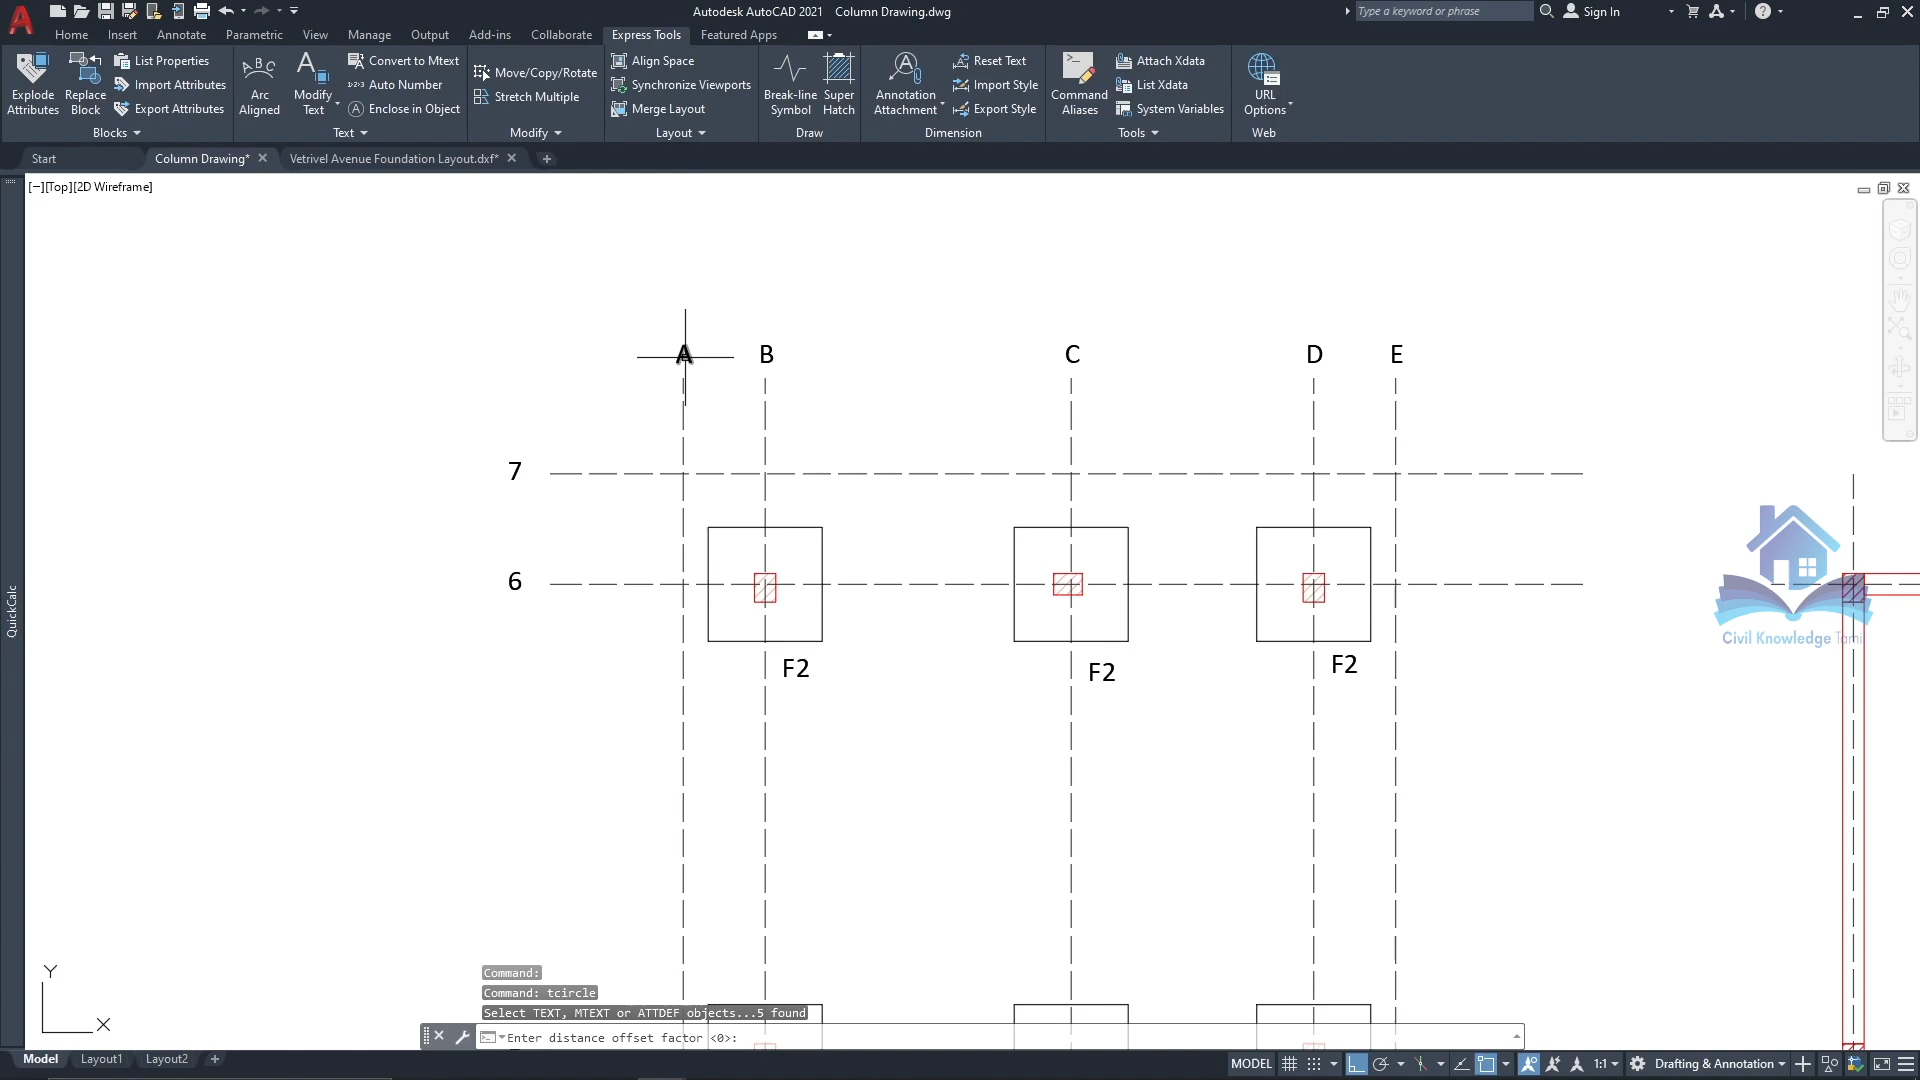 Autodesk AutoCAD 2021 Column Drawing.dwg
Type a keyword or phrase
Sign In
Home Insert Annotate Parametric View Manage Output Add-ins Collaborate Express Tools Featured Apps
Explode Attributes
Replace Block
List Properties
Import Attributes
Export Attributes
Blocks
Arc Aligned
Modify Text
Convert to Mtext
Auto Number
Enclose in Object
Text
Move/Copy/Rotate
Stretch Multiple
Modify
Align Space
Synchronize Viewports
Merge Layout
Layout
Break-line Symbol
Super Hatch
Draw
Annotation Attachment
Reset Text
Import Style
Export Style
Dimension
Command Aliases
Attach Xdata
List Xdata
System Variables
Tools
URL Options
Web
Start Column Drawing* Vetrivel Avenue Foundation Layout.dxf*
[−][Top][2D Wireframe]
A B C D E
7
6
F2 F2 F2
Civil Knowledge Tami
QuickCalc
Y
X
Command:
Command: tcircle
Select TEXT, MTEXT or ATTDEF objects...5 found
Enter distance offset factor <0>:
Model Layout1 Layout2
MODEL 1:1 Drafting & Annotation